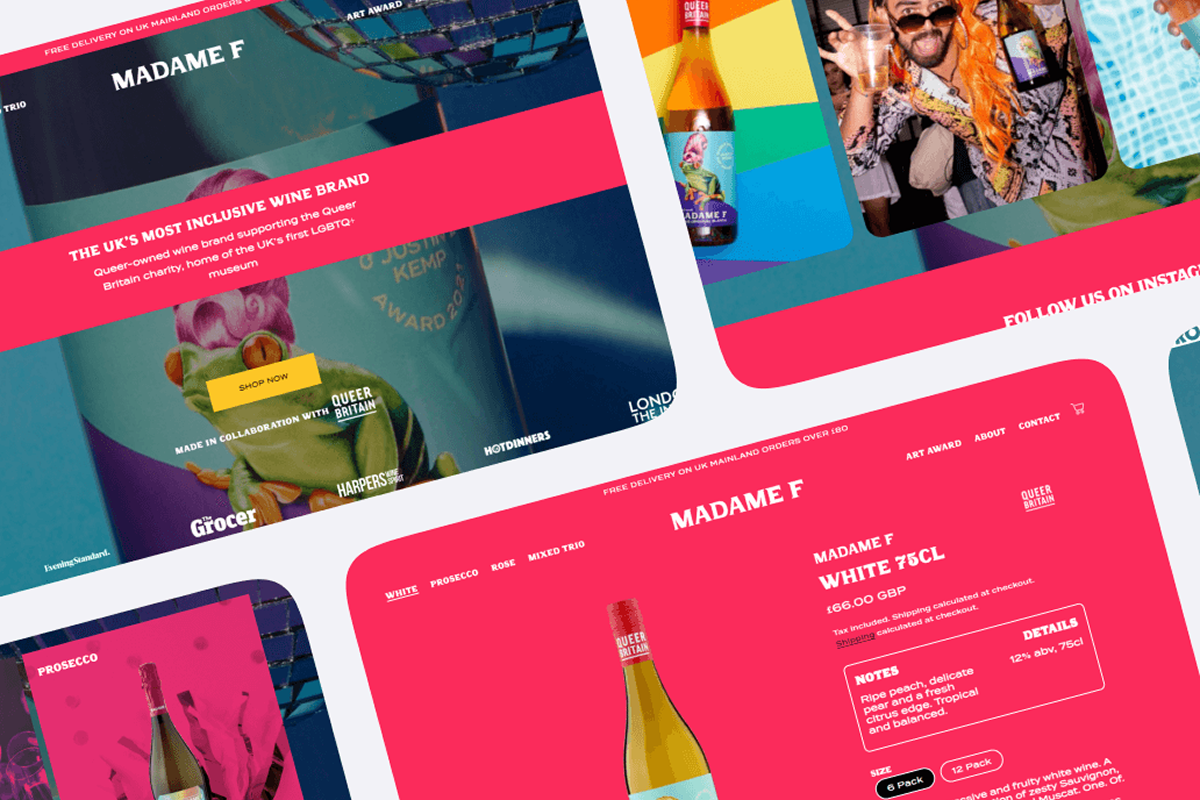 FREE DELIVERY ON UK MAINLAND ORDERS
ART AWARD
MADAME F
TRIO
THE UK'S MOST INCLUSIVE WINE BRAND
Queer-owned wine brand supporting the Queer
Britain charity, home of the UK's first LGBTQ+
museum
JUSTIN
KEMP
AWARD 202
SHOP NOW
MADE IN COLLABORATION WITH
QUEER
BRITAIN
LONDO
THE IN
HOTDINNERS
HARPERS WINE
SPIRIT
The
Grocer
Evening Standard.
QUEER
BRITAIN
MADAME F
FOLLOW US ON INSTAG
PROSECCO
FREE DELIVERY ON UK MAINLAND ORDERS OVER £80
MADAME F
WHITE
PROSECCO
ROSE
MIXED TRIO
ART AWARD
ABOUT
CONTACT
QUEER
BRITAIN
MADAME F
WHITE 75CL
£66.00 GBP
Tax included. Shipping calculated at checkout.
Shipping calculated at checkout.
NOTES
Ripe peach, delicate
pear and a fresh
citrus edge. Tropical
and balanced.
DETAILS
12% abv, 75cl
SIZE
6 Pack
12 Pack
ssive and fruity white wine. A
tion of zesty Sauvignon,
Muscat. One. Of.
QUEER
BRITAIN